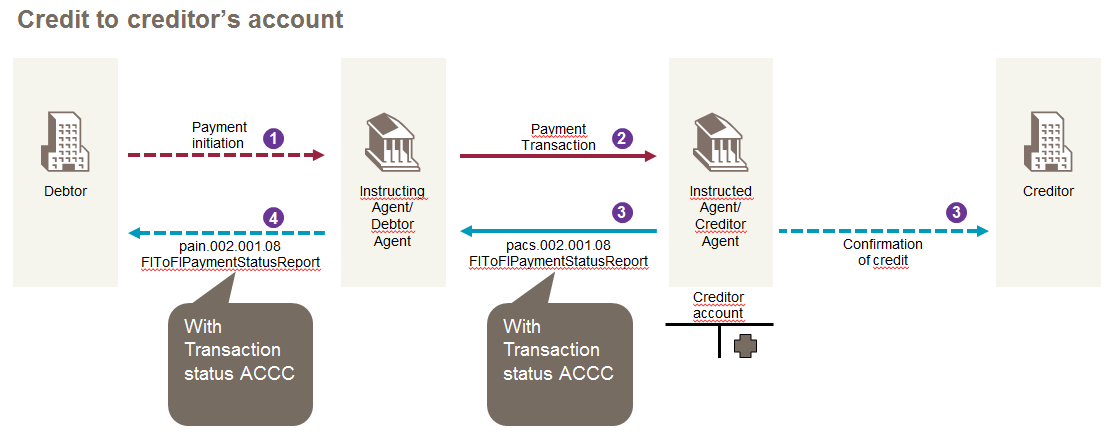 Credit to creditor's account
Payment
initiation
1
Payment
Transaction
2
Debtor
Instructing
Agent/
Debtor
Agent
Instructed
Agent/
Creditor
Agent
Creditor
4
pain.002.001.08
FIToFIPaymentStatusReport
3
pacs.002.001.08
FIToFIPaymentStatusReport
3
Confirmation
of credit
Creditor
account
With
Transaction
status ACCC
With
Transaction
status ACCC